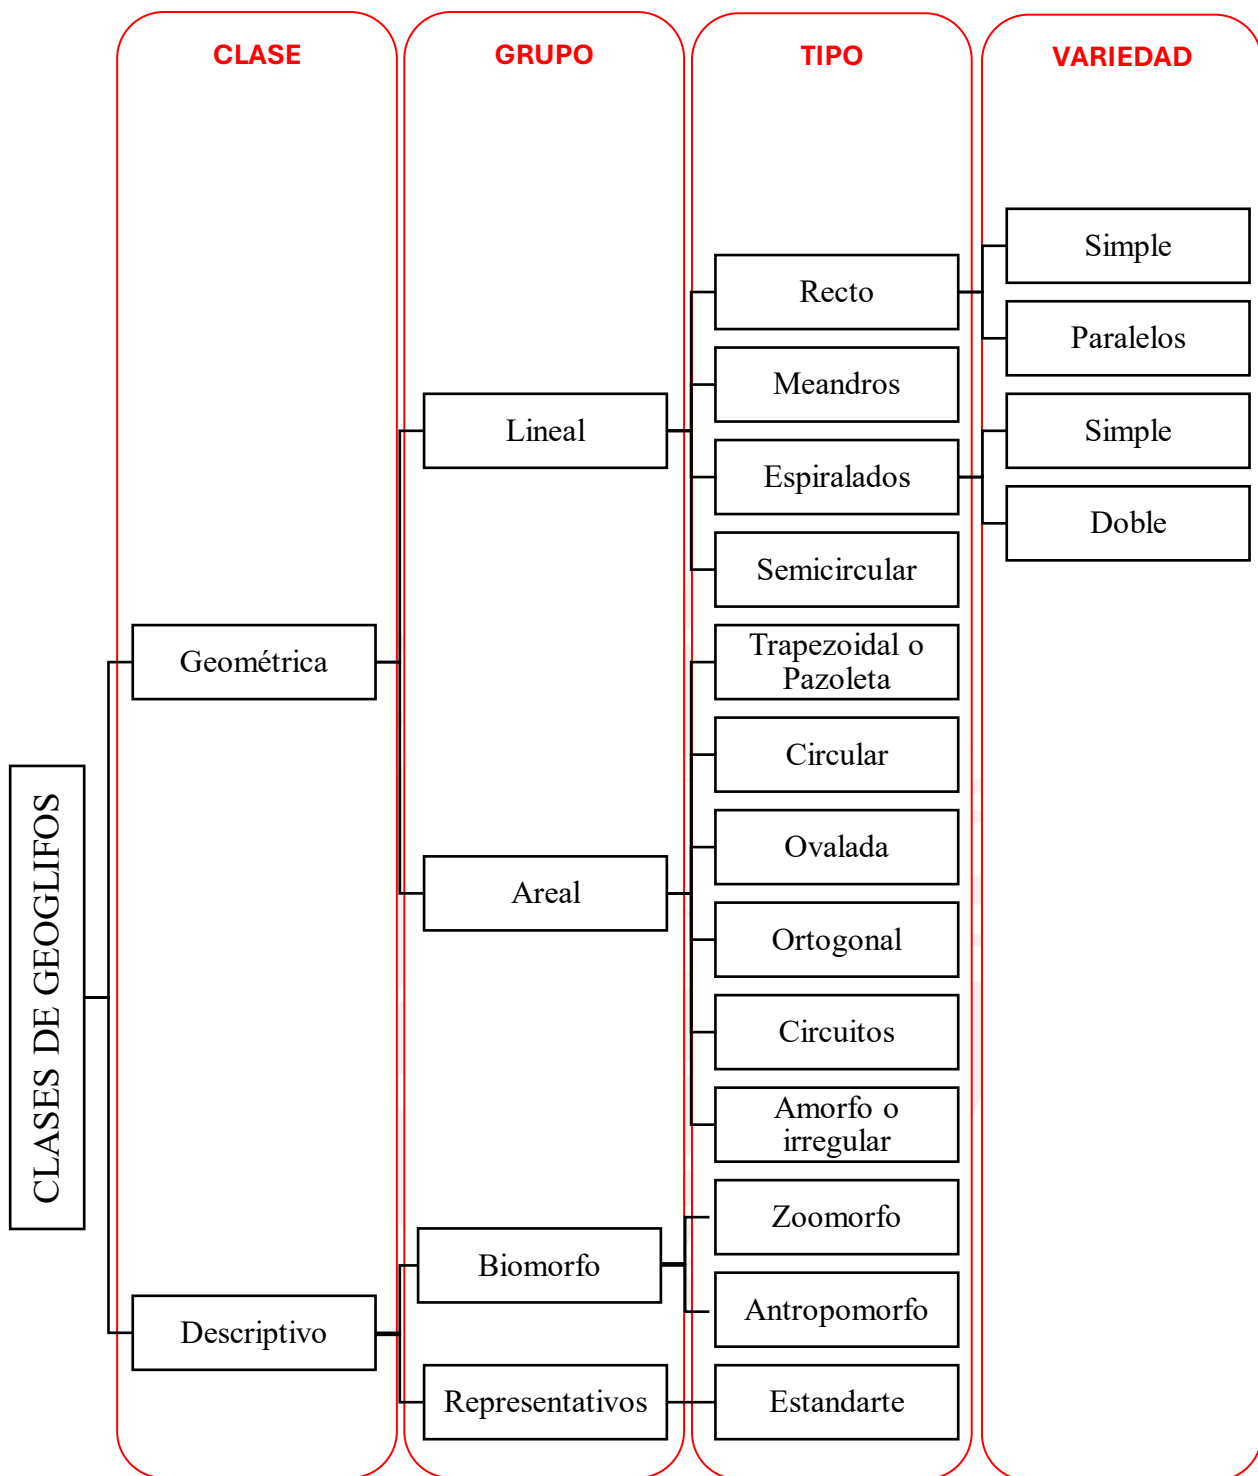 CLASE
GRUPO
TIPO
VARIEDAD
CLASES DE GEOGLIFOS
Geométrica
Lineal
Recto
Simple
Paralelos
Meandros
Espiralados
Simple
Doble
Semicircular
Areal
Trapezoidal o
Pazoleta
Circular
Ovalada
Ortogonal
Circuitos
Amorfo o
irregular
Descriptivo
Biomorfo
Zoomorfo
Antropomorfo
Representativos
Estandarte